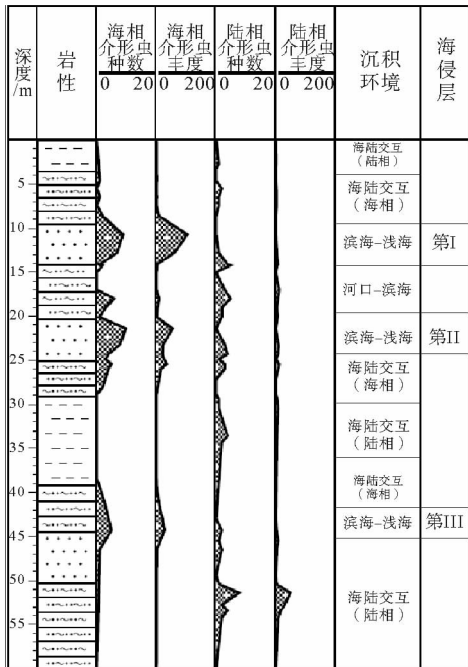 深度
/m
岩性
海相
介形虫
种数
0 20
海相
介形虫
丰度
0 200
陆相
介形虫
种数
0 20
陆相
介形虫
丰度
0 200
沉积
环境
海侵层
5
10
15
20
25
30
35
40
45
50
55
海陆交互
(陆相)
海陆交互
(海相)
滨海-浅海
第I
河口-滨海
滨海-浅海
第II
海陆交互
(海相)
海陆交互
(陆相)
海陆交互
(海相)
滨海-浅海
第III
海陆交互
(陆相)